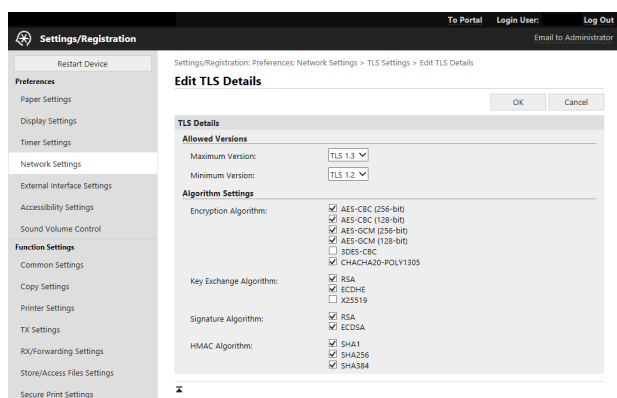 To Portal Login User: Log Out
Settings/Registration
Email to Administrator
Restart Device
Preferences
Paper Settings
Display Settings
Timer Settings
Network Settings
External Interface Settings
Accessibility Settings
Sound Volume Control
Function Settings
Common Settings
Copy Settings
Printer Settings
TX Settings
RX/Forwarding Settings
Store/Access Files Settings
Secure Print Settings
Settings/Registration: Preferences: Network Settings > TLS Settings > Edit TLS Details
Edit TLS Details
OK Cancel
TLS Details
Allowed Versions
Maximum Version: TLS 1.3
Minimum Version: TLS 1.2
Algorithm Settings
Encryption Algorithm: AES-CBC (256-bit)
AES-CBC (128-bit)
AES-GCM (256-bit)
AES-GCM (128-bit)
3DES-CBC
CHACHA20-POLY1305
Key Exchange Algorithm: RSA
ECDHE
X25519
Signature Algorithm: RSA
ECDSA
HMAC Algorithm: SHA1
SHA256
SHA384